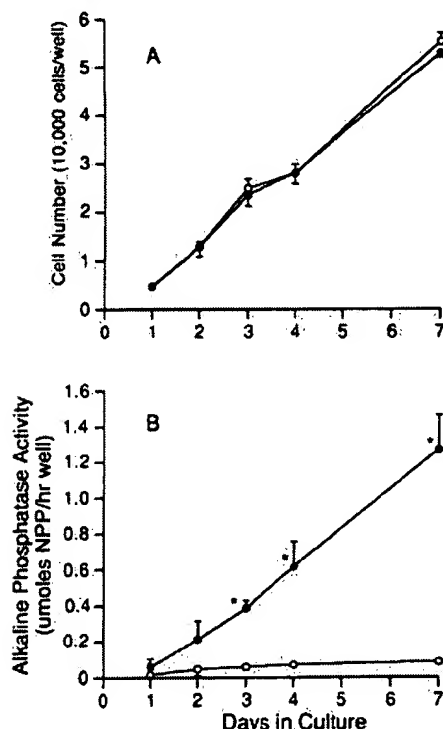 6
5
4
3
2
1
0
A
Cell Number (10,000 cells/well)
0 1 2 3 4 5 6 7
1.6
1.4
1.2
1.0
0.8
0.6
0.4
0.2
0
B
*
*
*
Alkaline Phosphatase Activity
(umoles NPP/hr well)
0 1 2 3 4 5 6 7
Days in Culture